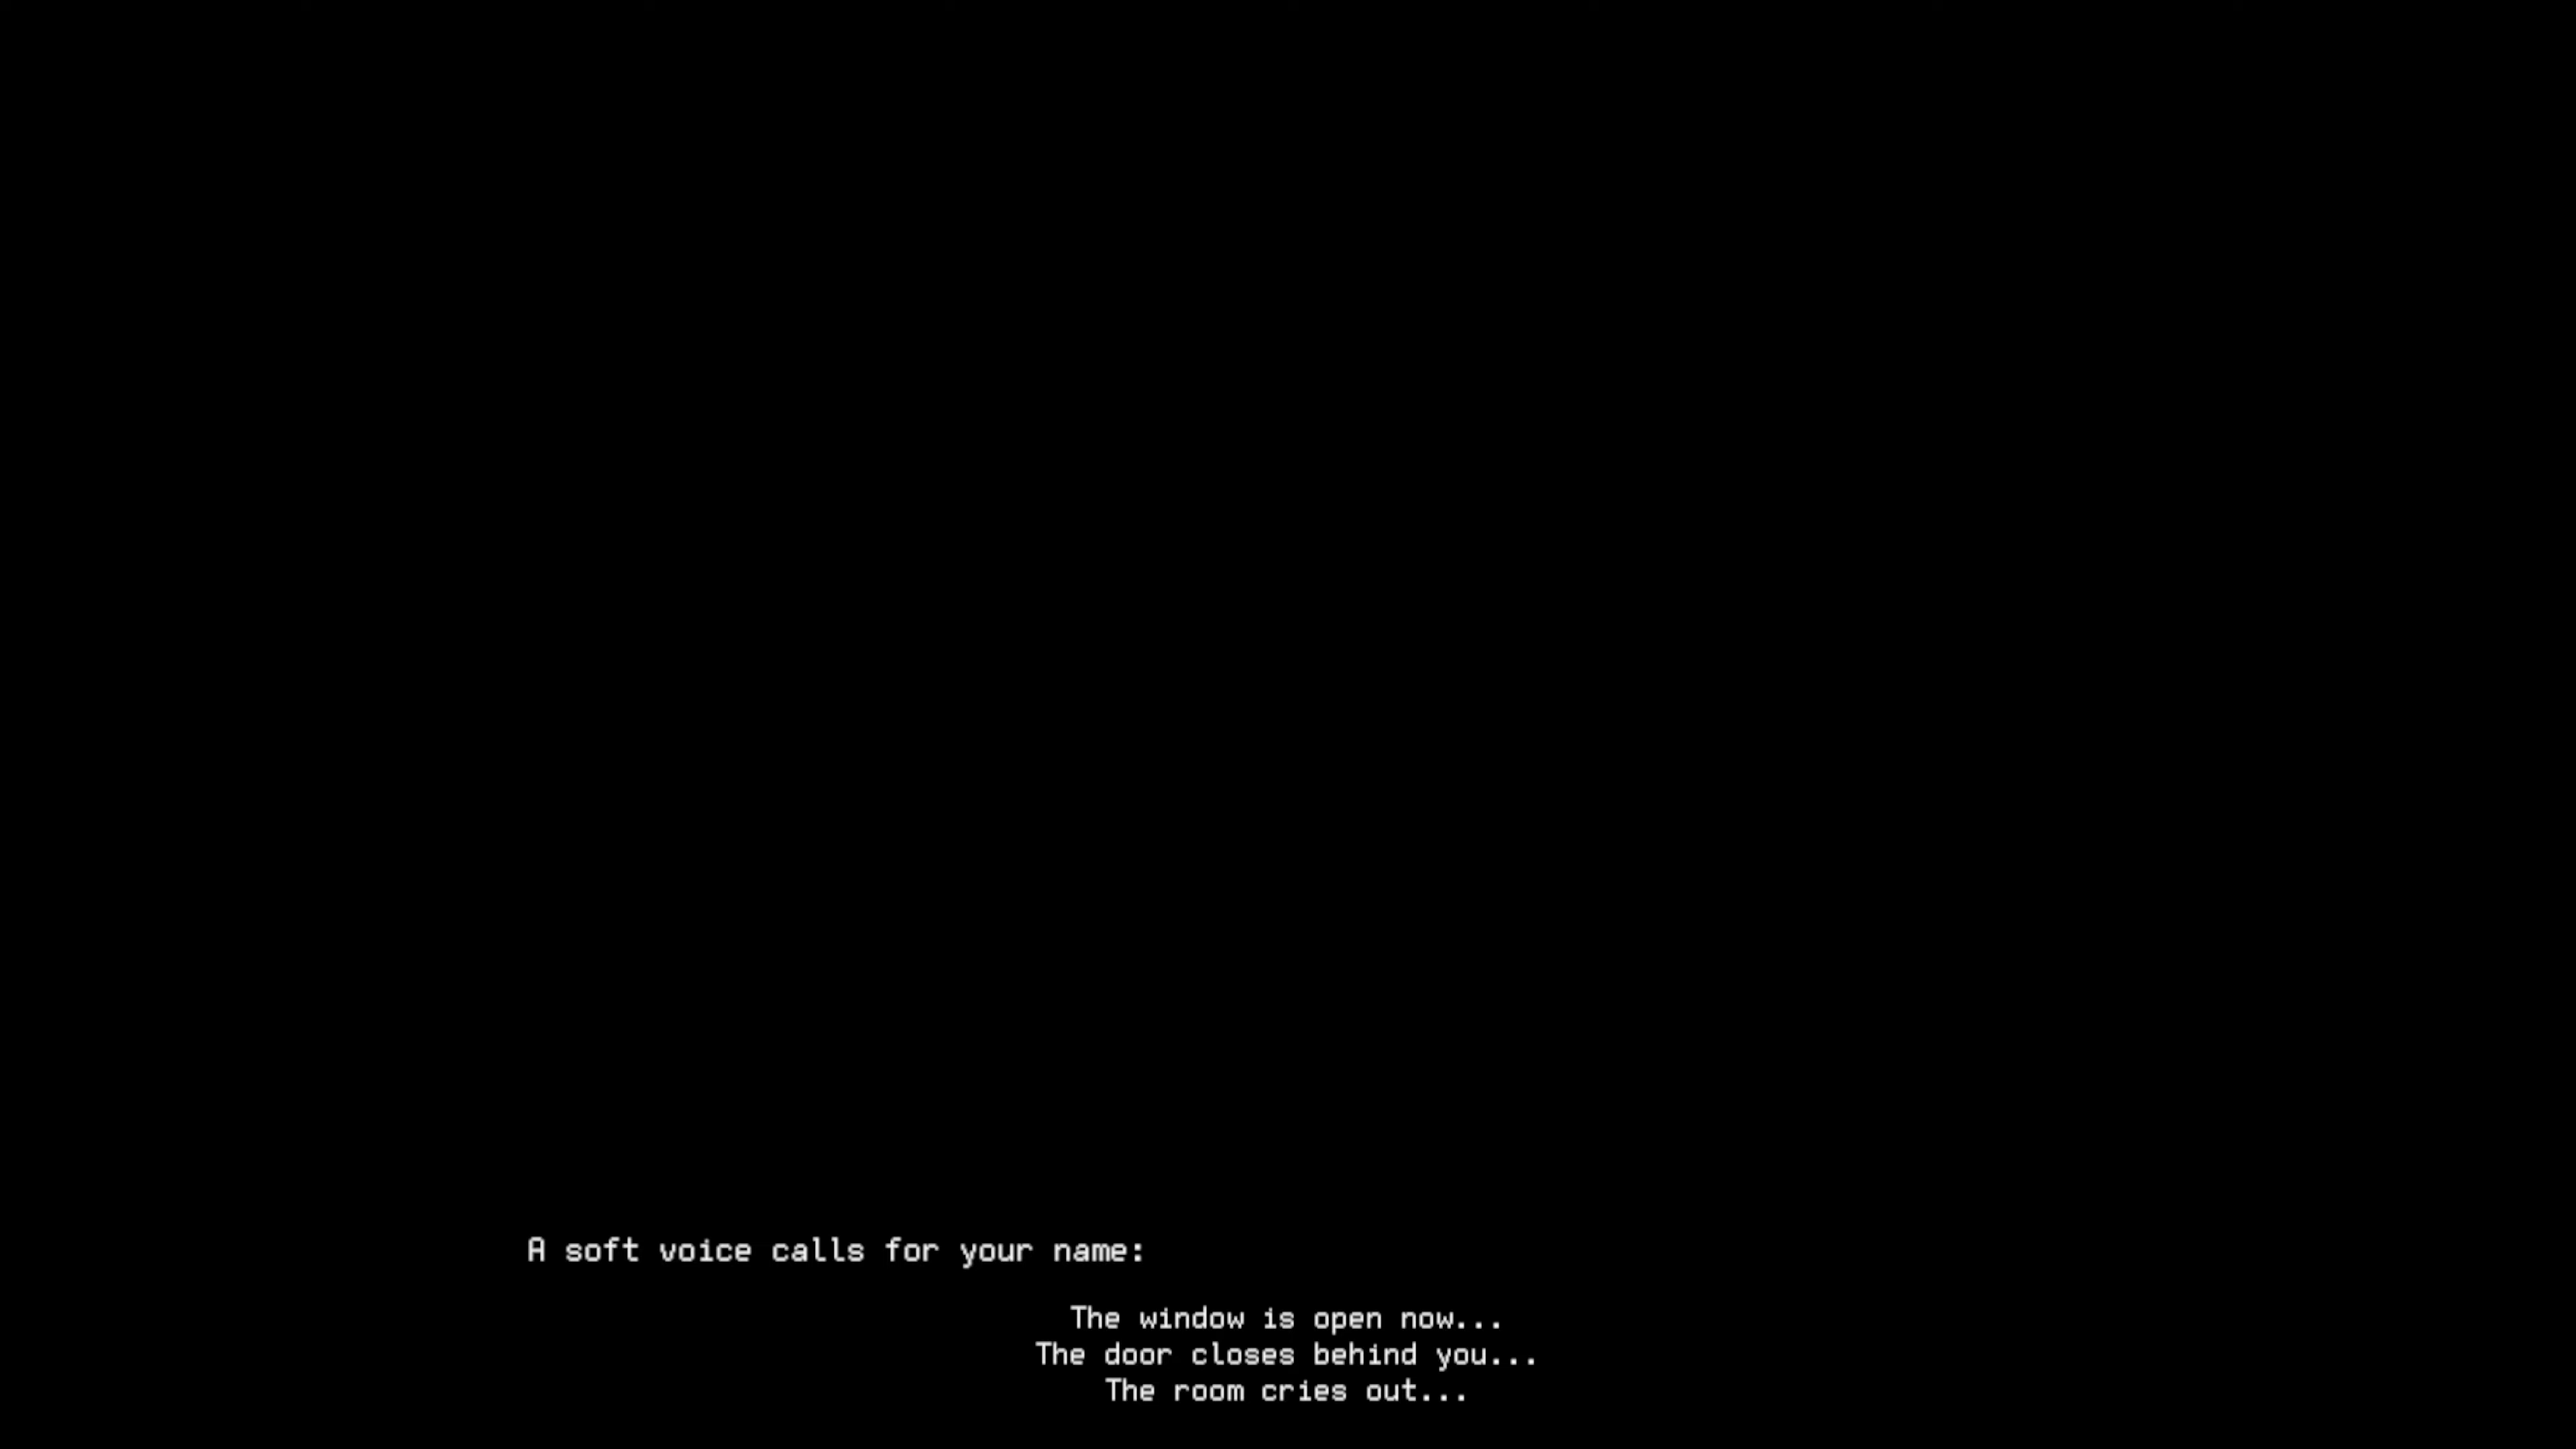 A soft voice calls for your name:
The window is open now...
The door closes behind you...
The room cries out...